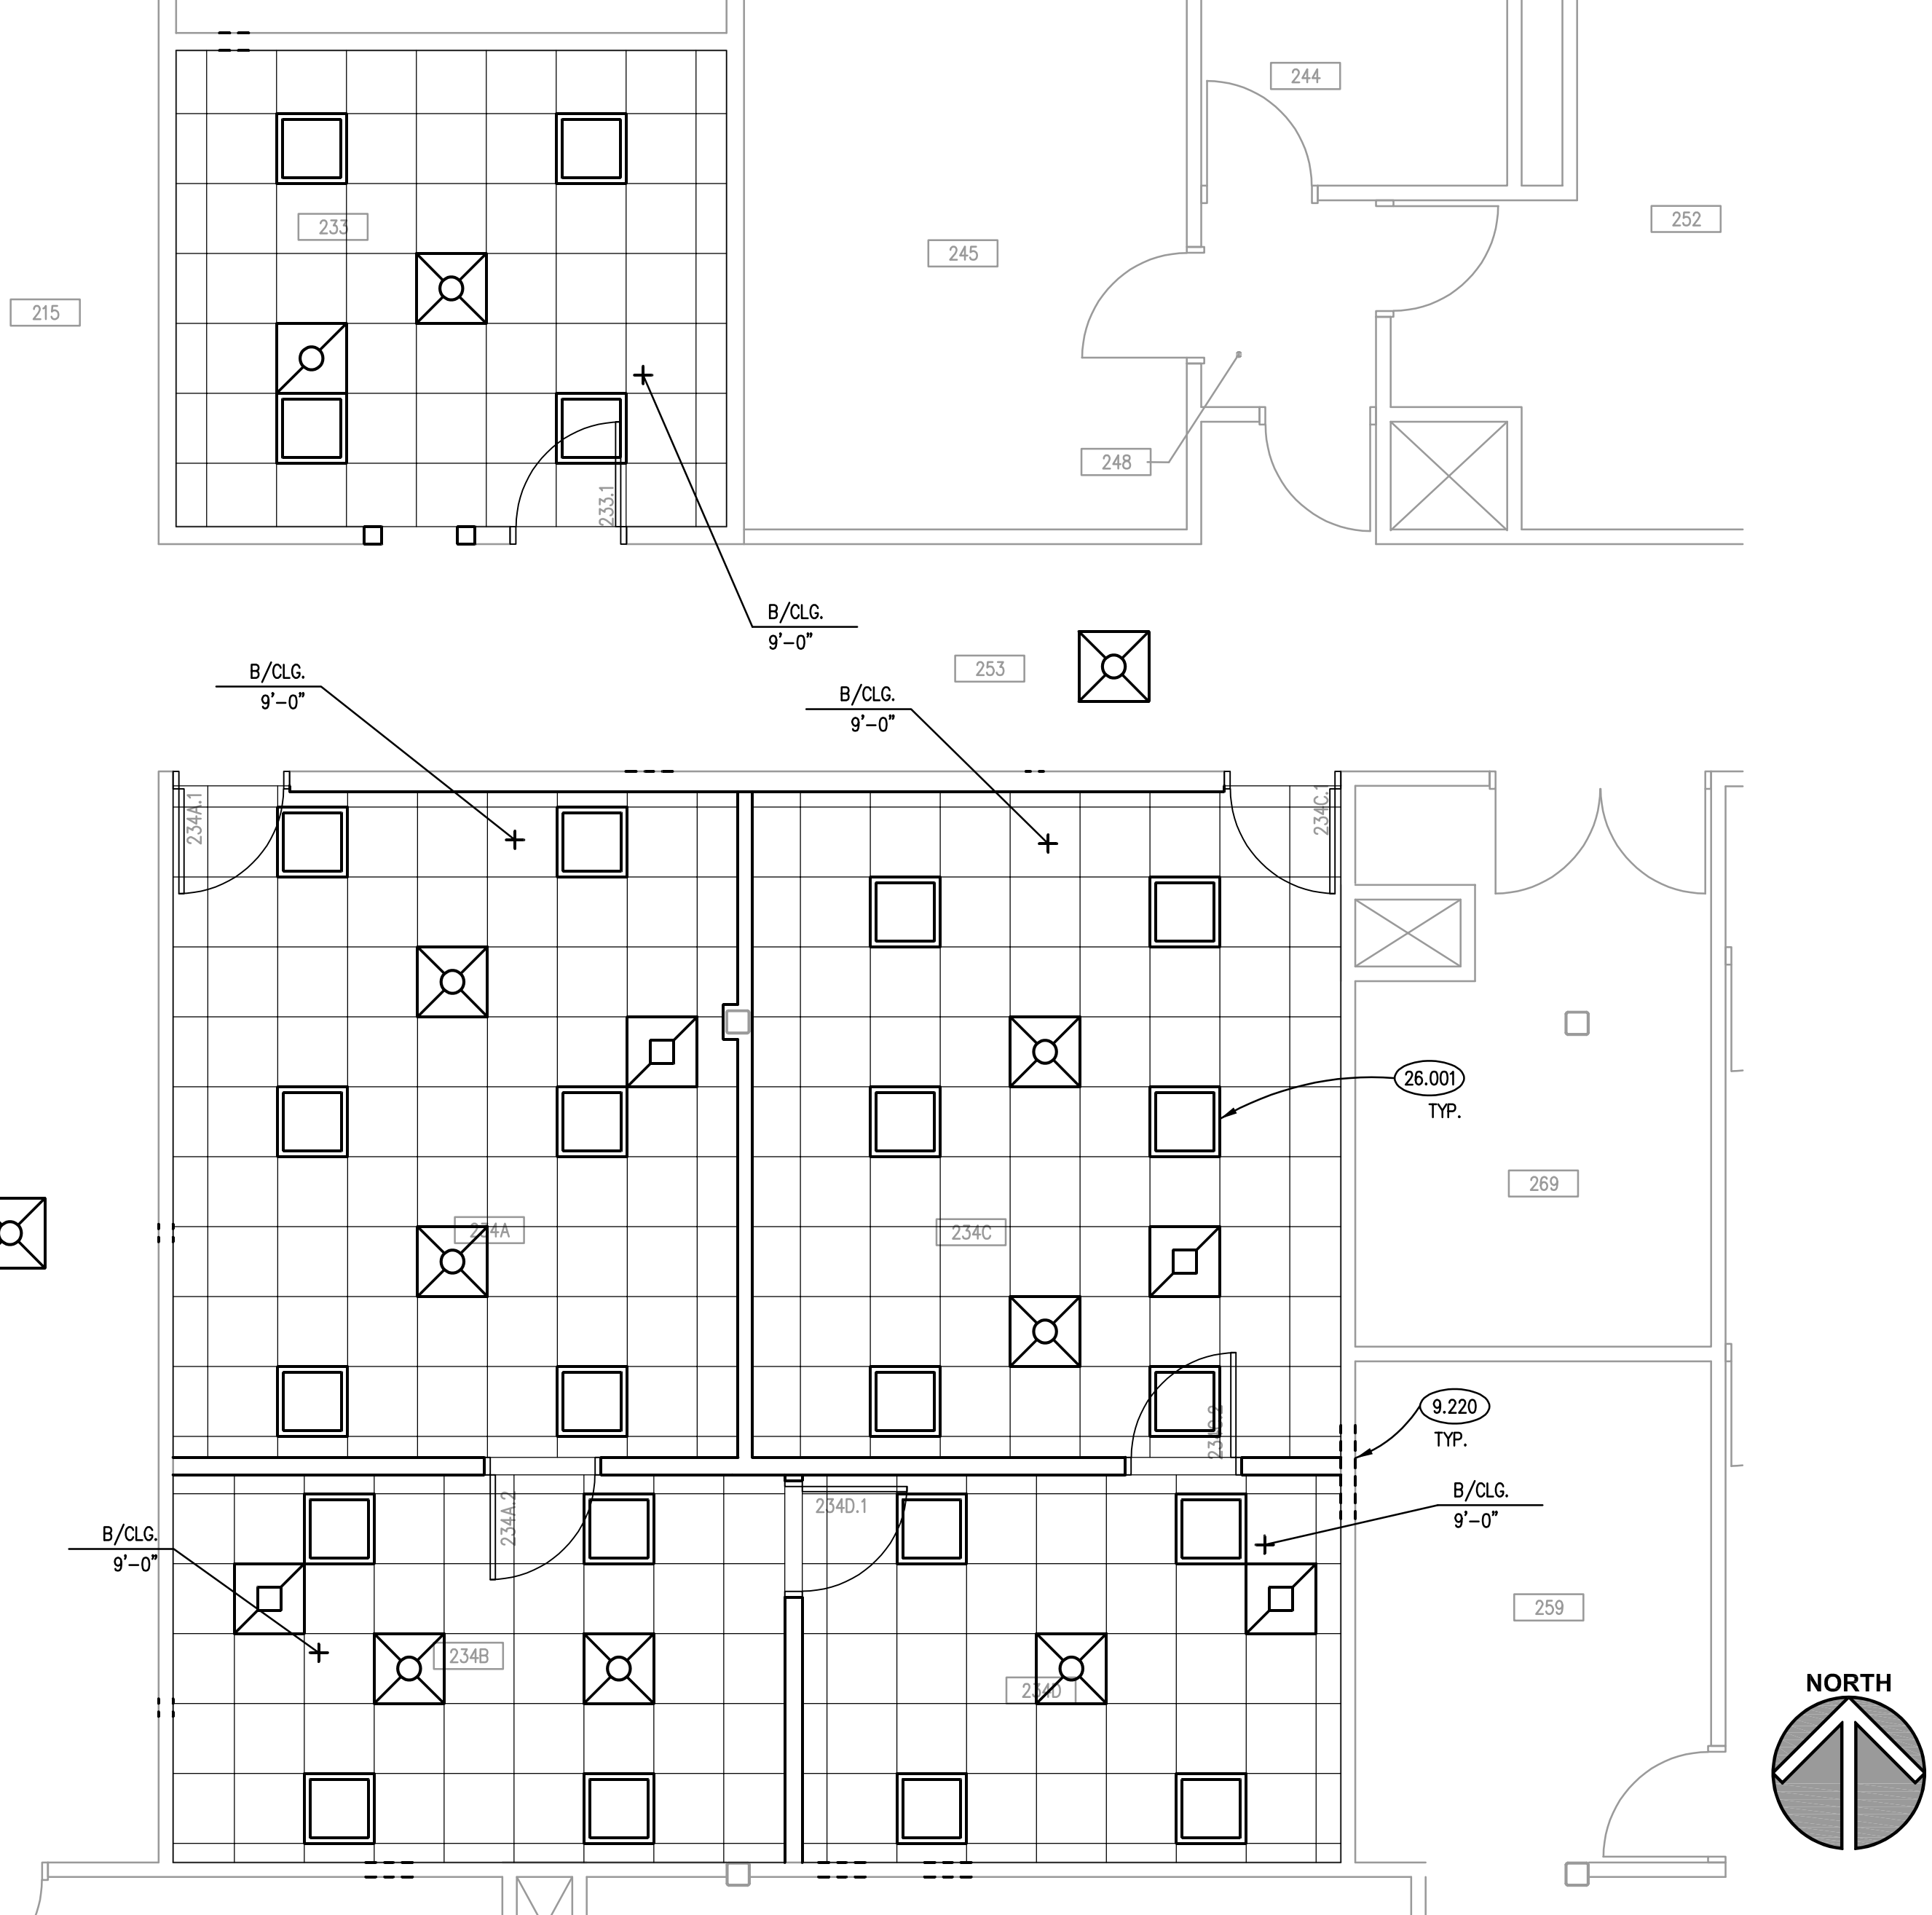 244
252
233
245
215
248
233.1
B/CLG.
9'-0"
253
B/CLG.
9'-0"
B/CLG.
9'-0"
234A.1
234C.1
26.001
TYP.
269
234A
234C
9.220
TYP.
234C.2
B/CLG.
9'-0"
234A.2
234D.1
B/CLG.
9'-0"
259
234B
234D
NORTH